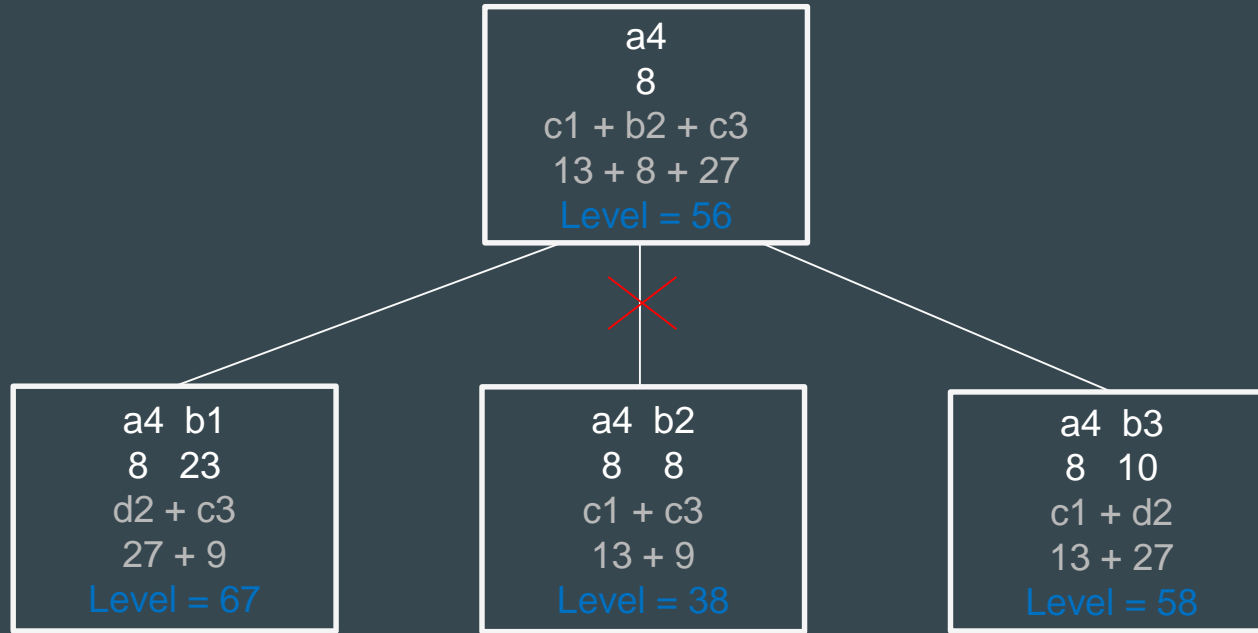 a4
8
c1 + b2 + c3
13 + 8 + 27
Level = 56
a4 b1
8 23
d2 + c3
27 + 9
Level = 67
a4 b2
8 8
c1 + c3
13 + 9
Level = 38
a4 b3
8 10
c1 + d2
13 + 27
Level = 58